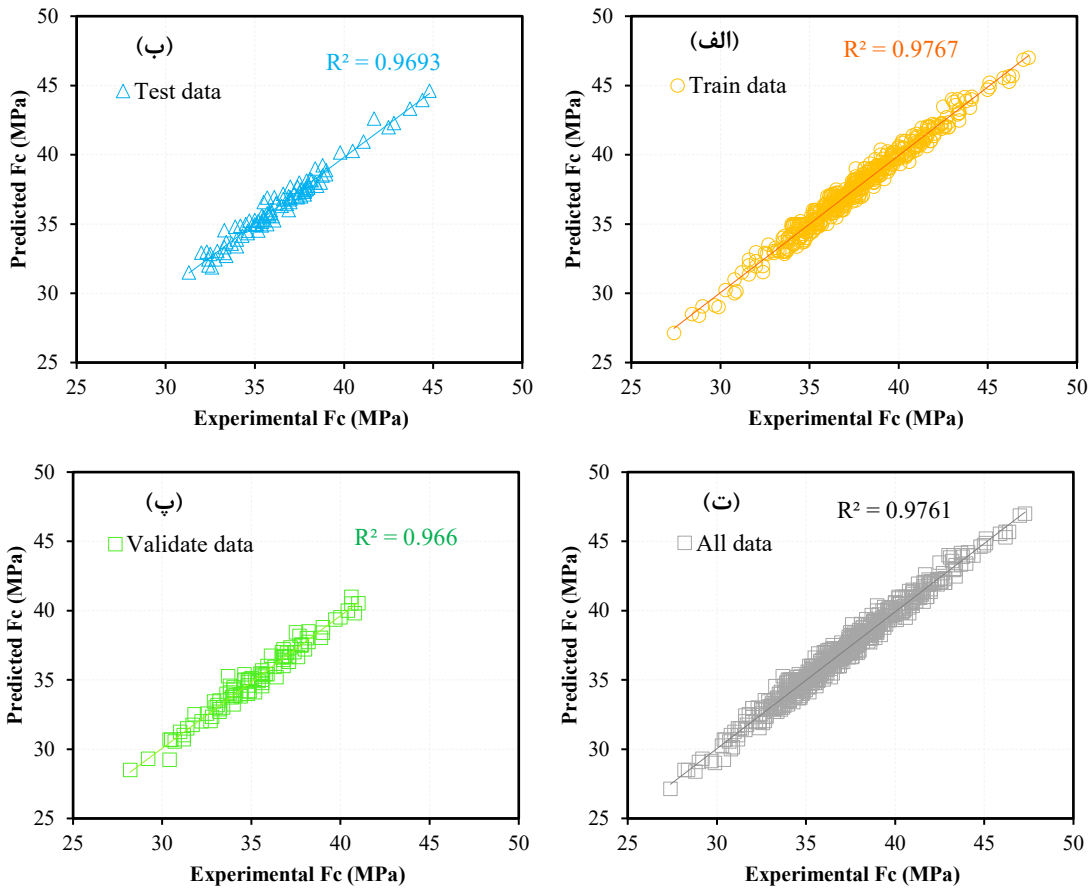 (ب)
R² = 0.9693
Test data
Predicted Fc (MPa)
50
45
40
35
30
25
25 30 35 40 45 50
Experimental Fc (MPa)
(الف)
R² = 0.9767
Train data
Predicted Fc (MPa)
50
45
40
35
30
25
25 30 35 40 45 50
Experimental Fc (MPa)
(پ)
R² = 0.966
Validate data
Predicted Fc (MPa)
50
45
40
35
30
25
25 30 35 40 45 50
Experimental Fc (MPa)
(ت)
R² = 0.9761
All data
Predicted Fc (MPa)
50
45
40
35
30
25
25 30 35 40 45 50
Experimental Fc (MPa)